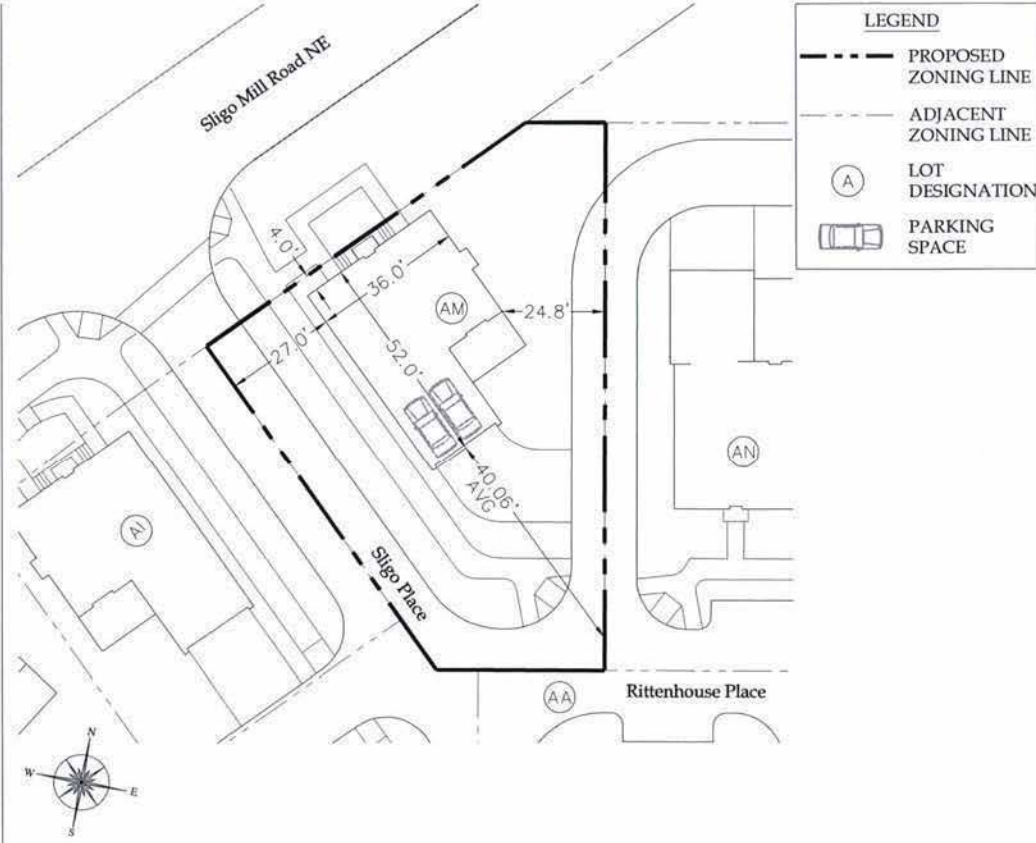 LEGEND
PROPOSED
ZONING LINE
ADJACENT
ZONING LINE
A
LOT
DESIGNATION
PARKING
SPACE
Sligo Mill Road NE
4.0'
36.0'
AM
24.8'
27.0'
52.0'
40.06'
AVG
AN
AI
Sligo Place
AA
Rittenhouse Place
N
W
E
S